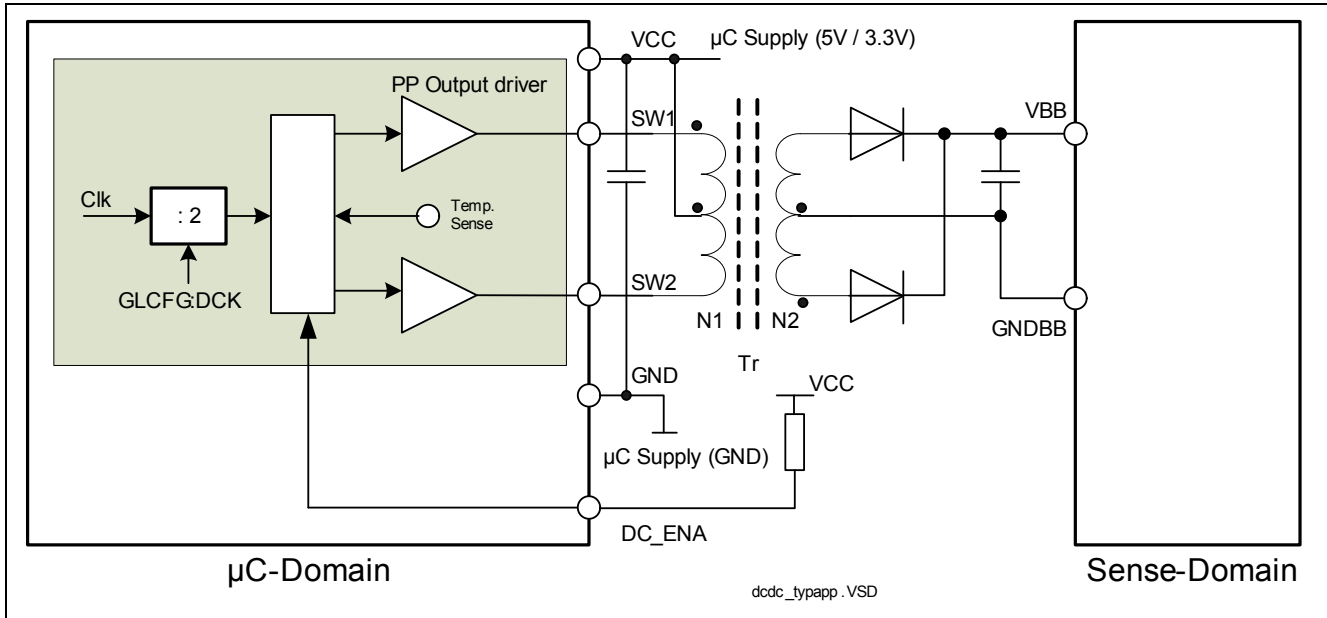 VCC
µC Supply (5V / 3.3V)
PP Output driver
SW1
VBB
Clk
: 2
Temp.
Sense
GLCFG:DCK
SW2
N1
N2
GNDBB
Tr
GND
VCC
µC Supply (GND)
DC_ENA
µC-Domain
Sense-Domain
dcdc_typapp.VSD